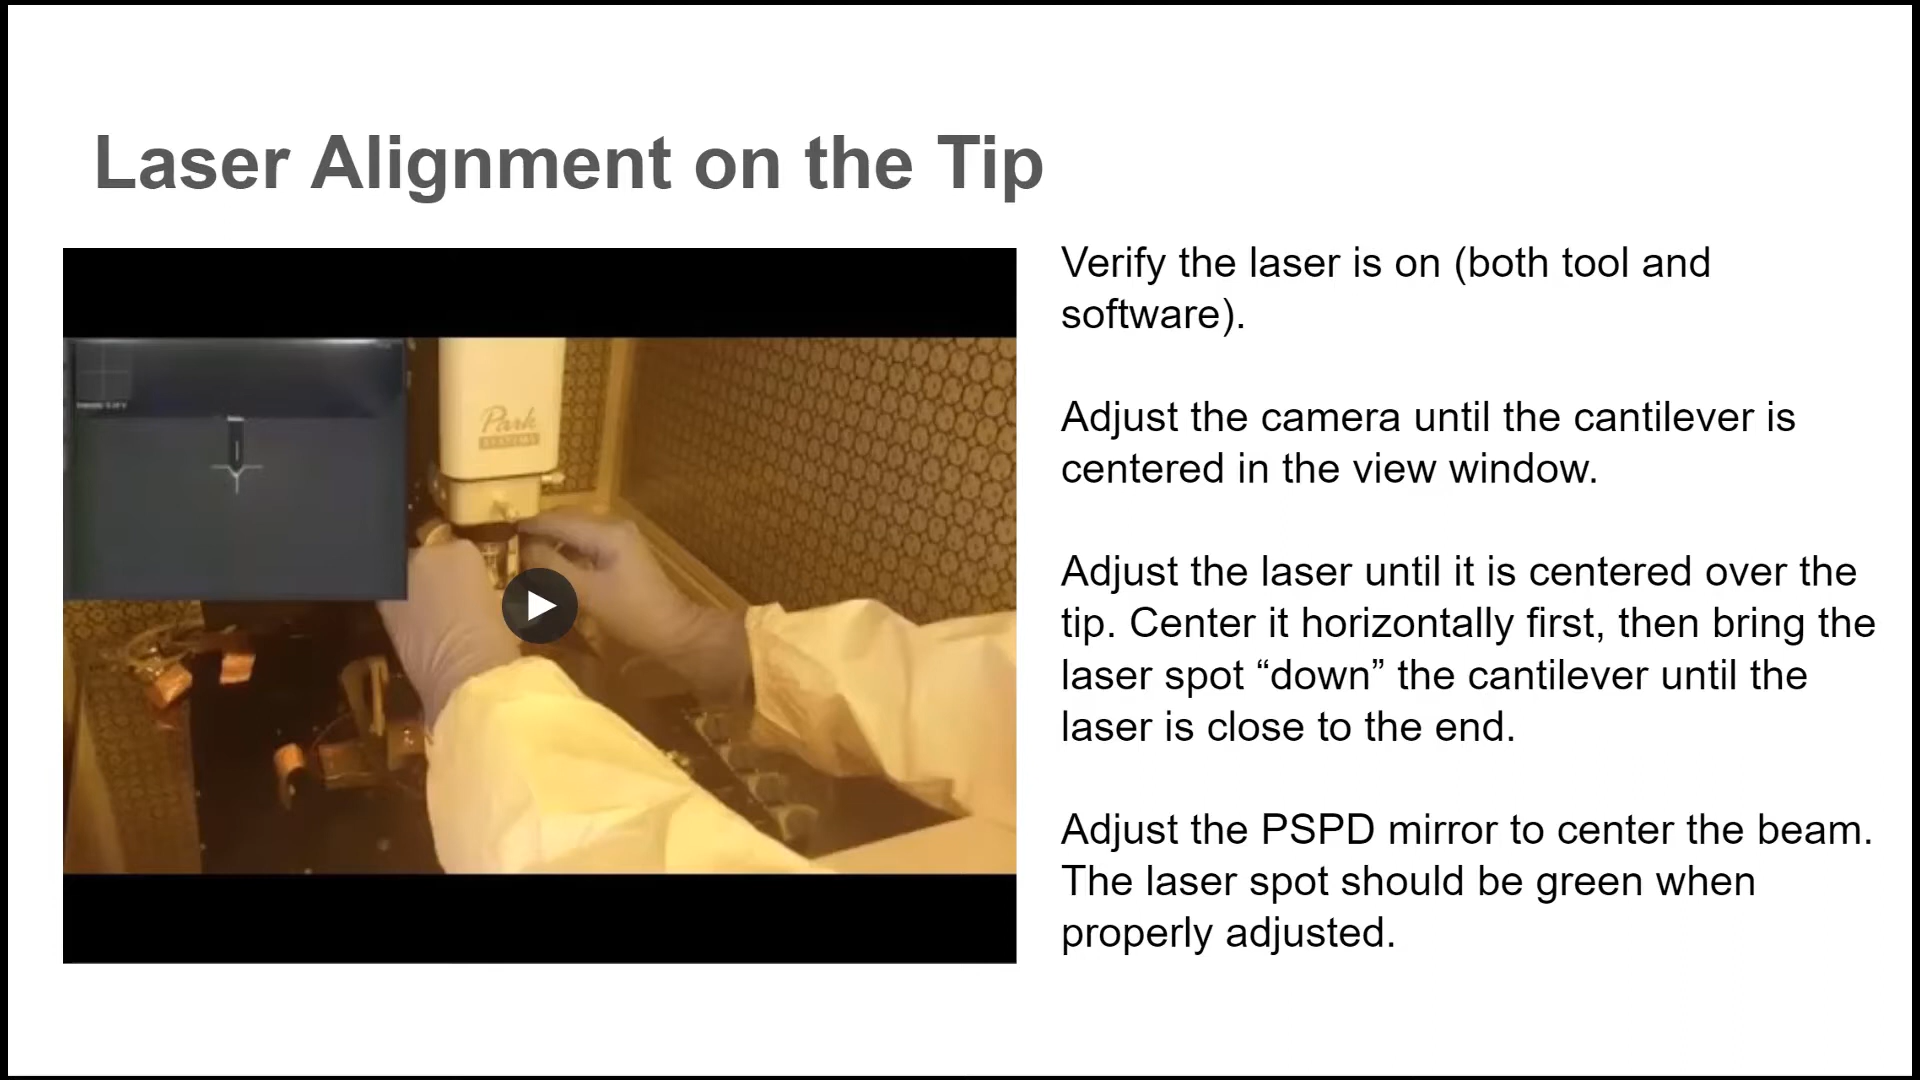 Laser Alignment on the Tip
Park
SYSTEMS
Verify the laser is on (both tool and
software).
Adjust the camera until the cantilever is
centered in the view window.
Adjust the laser until it is centered over the
tip. Center it horizontally first, then bring the
laser spot “down” the cantilever until the
laser is close to the end.
Adjust the PSPD mirror to center the beam.
The laser spot should be green when
properly adjusted.